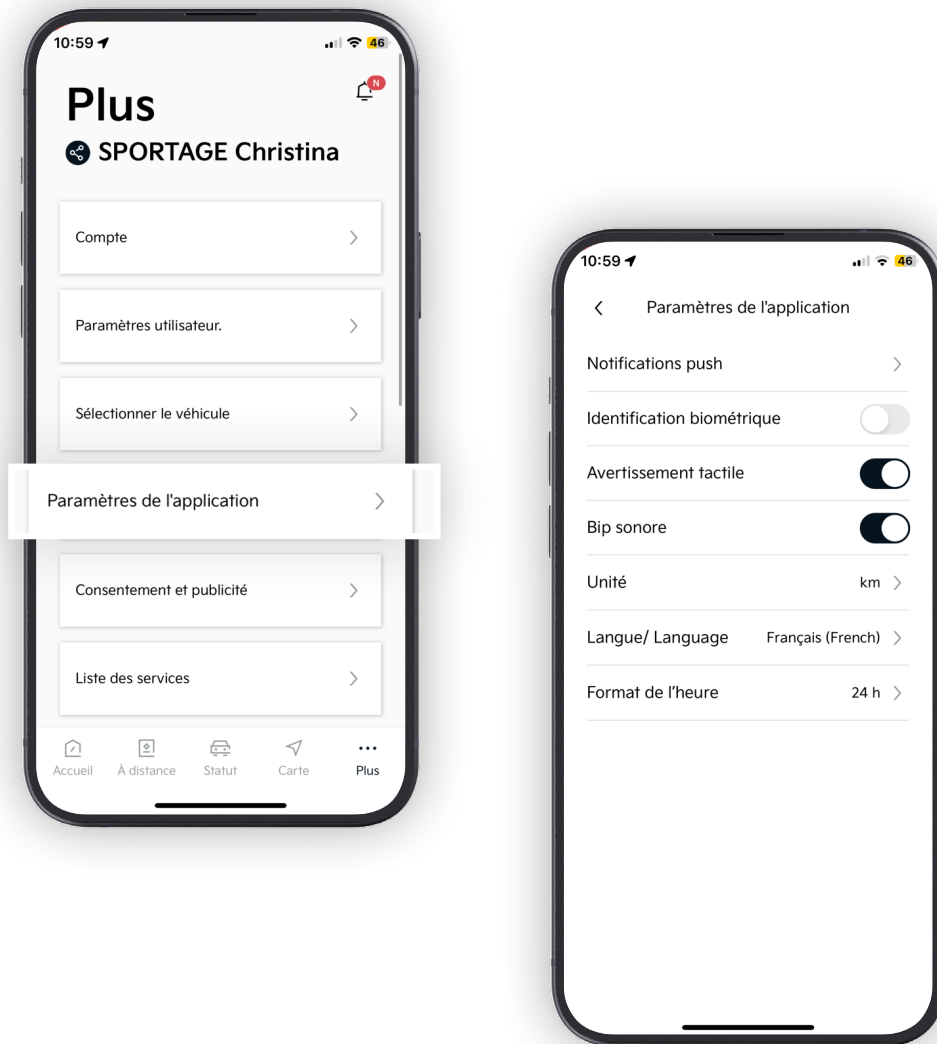 10:59
46
Plus
N
SPORTAGE Christina
Compte
Paramètres utilisateur.
Sélectionner le véhicule
Paramètres de l'application
Consentement et publicité
Liste des services
Accueil À distance Statut Carte Plus
10:59
46
Paramètres de l'application
Notifications push
Identification biométrique
Avertissement tactile
Bip sonore
Unité km
Langue/ Language Français (French)
Format de l'heure 24 h